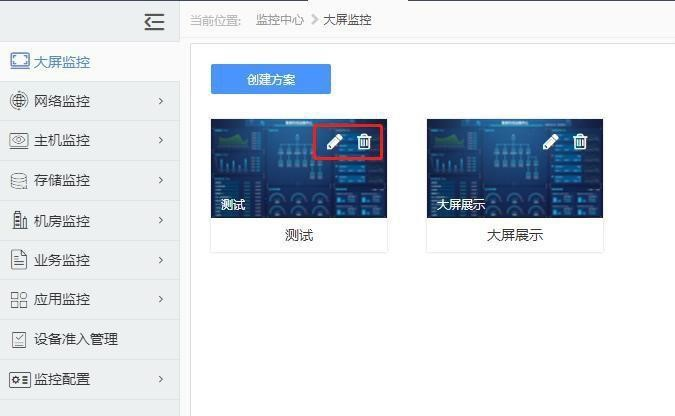 当前位置: 监控中心 > 大屏监控
大屏监控
网络监控
主机监控
存储监控
机房监控
业务监控
应用监控
设备准入管理
监控配置
创建方案
测试
测试
大屏展示
大屏展示